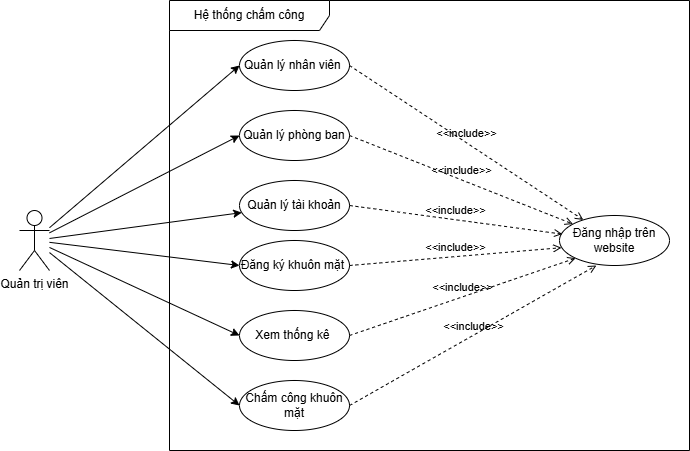 Hệ thống chấm công
Quản lý nhân viên
Quản lý phòng ban
Quản lý tài khoản
Đăng ký khuôn mặt
Xem thống kê
Chấm công khuôn
mặt
Quản trị viên
<<include>>
<<include>>
<<include>>
<<include>>
<<include>>
<<include>>
Đăng nhập trên
website